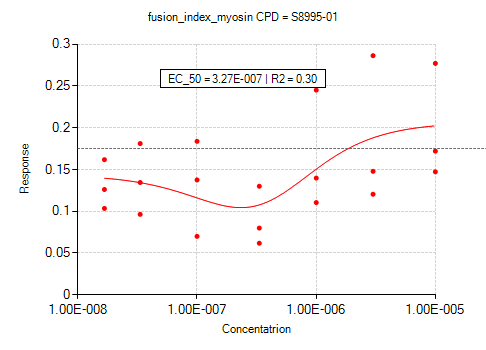 fusion_index_myosin CPD = S8995-01
0.3
EC_50 = 3.27E-007 | R2 = 0.30
0.25
0.2
Response
0.15
0.1
0.05
0
1.00E-008 1.00E-007 1.00E-006 1.00E-005
Concentatrion